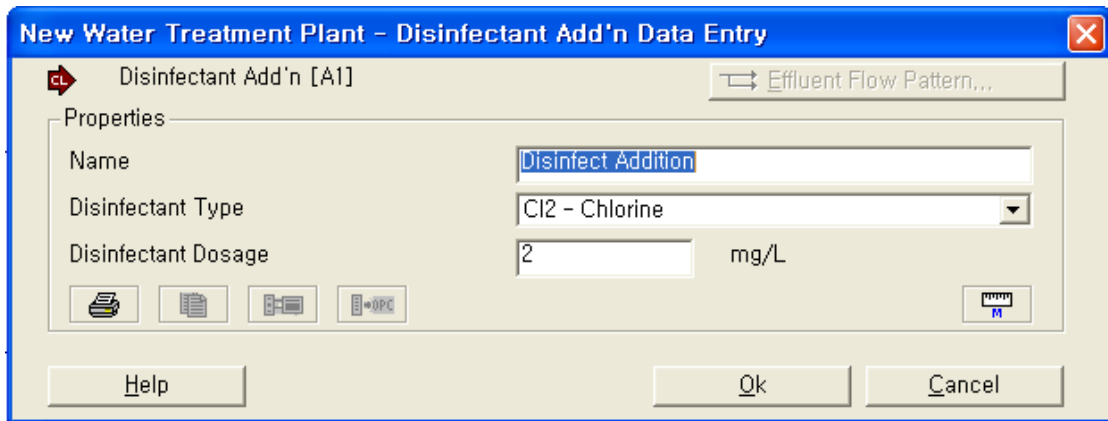 New Water Treatment Plant - Disinfectant Add'n Data Entry
CL Disinfectant Add'n [A1] Effluent Flow Pattern...
Properties
Name Disinfect Addition
Disinfectant Type Cl2 - Chlorine
Disinfectant Dosage 2 mg/L
OPC M
Help Ok Cancel